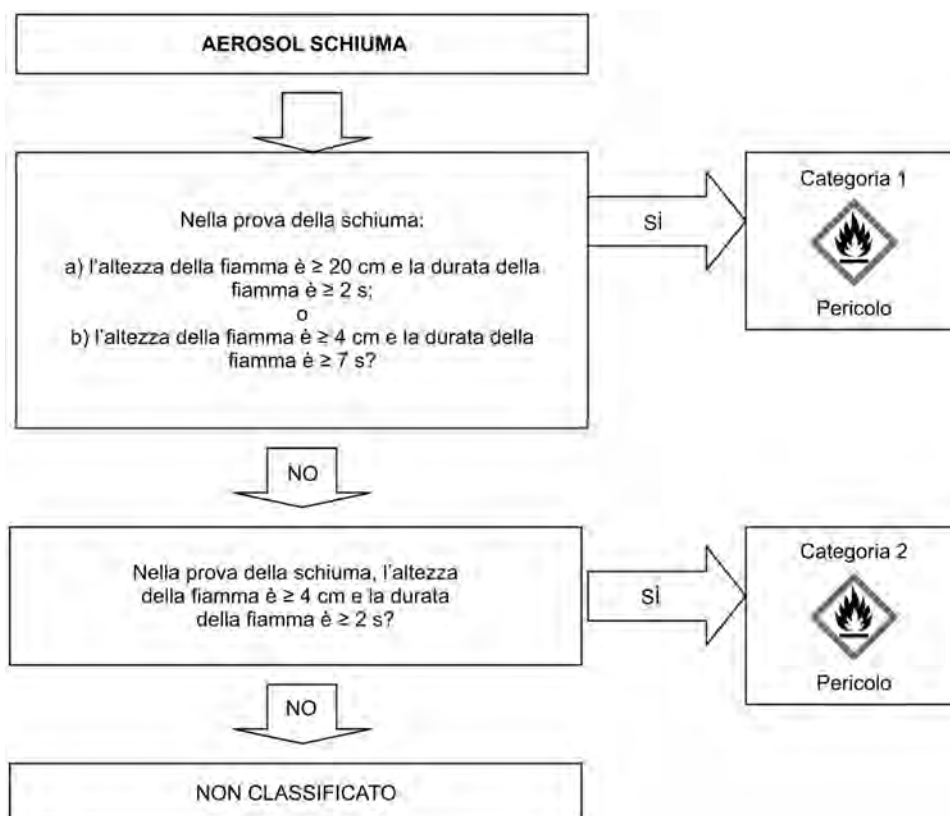 AEROSOL SCHIUMA
Nella prova della schiuma:
a) l'altezza della fiamma è ≥ 20 cm e la durata della
fiamma è ≥ 2 s;
o
b) l'altezza della fiamma è ≥ 4 cm e la durata della
fiamma è ≥ 7 s?
SÌ
Categoria 1
Pericolo
NO
Nella prova della schiuma, l'altezza
della fiamma è ≥ 4 cm e la durata
della fiamma è ≥ 2 s?
SÌ
Categoria 2
Pericolo
NO
NON CLASSIFICATO